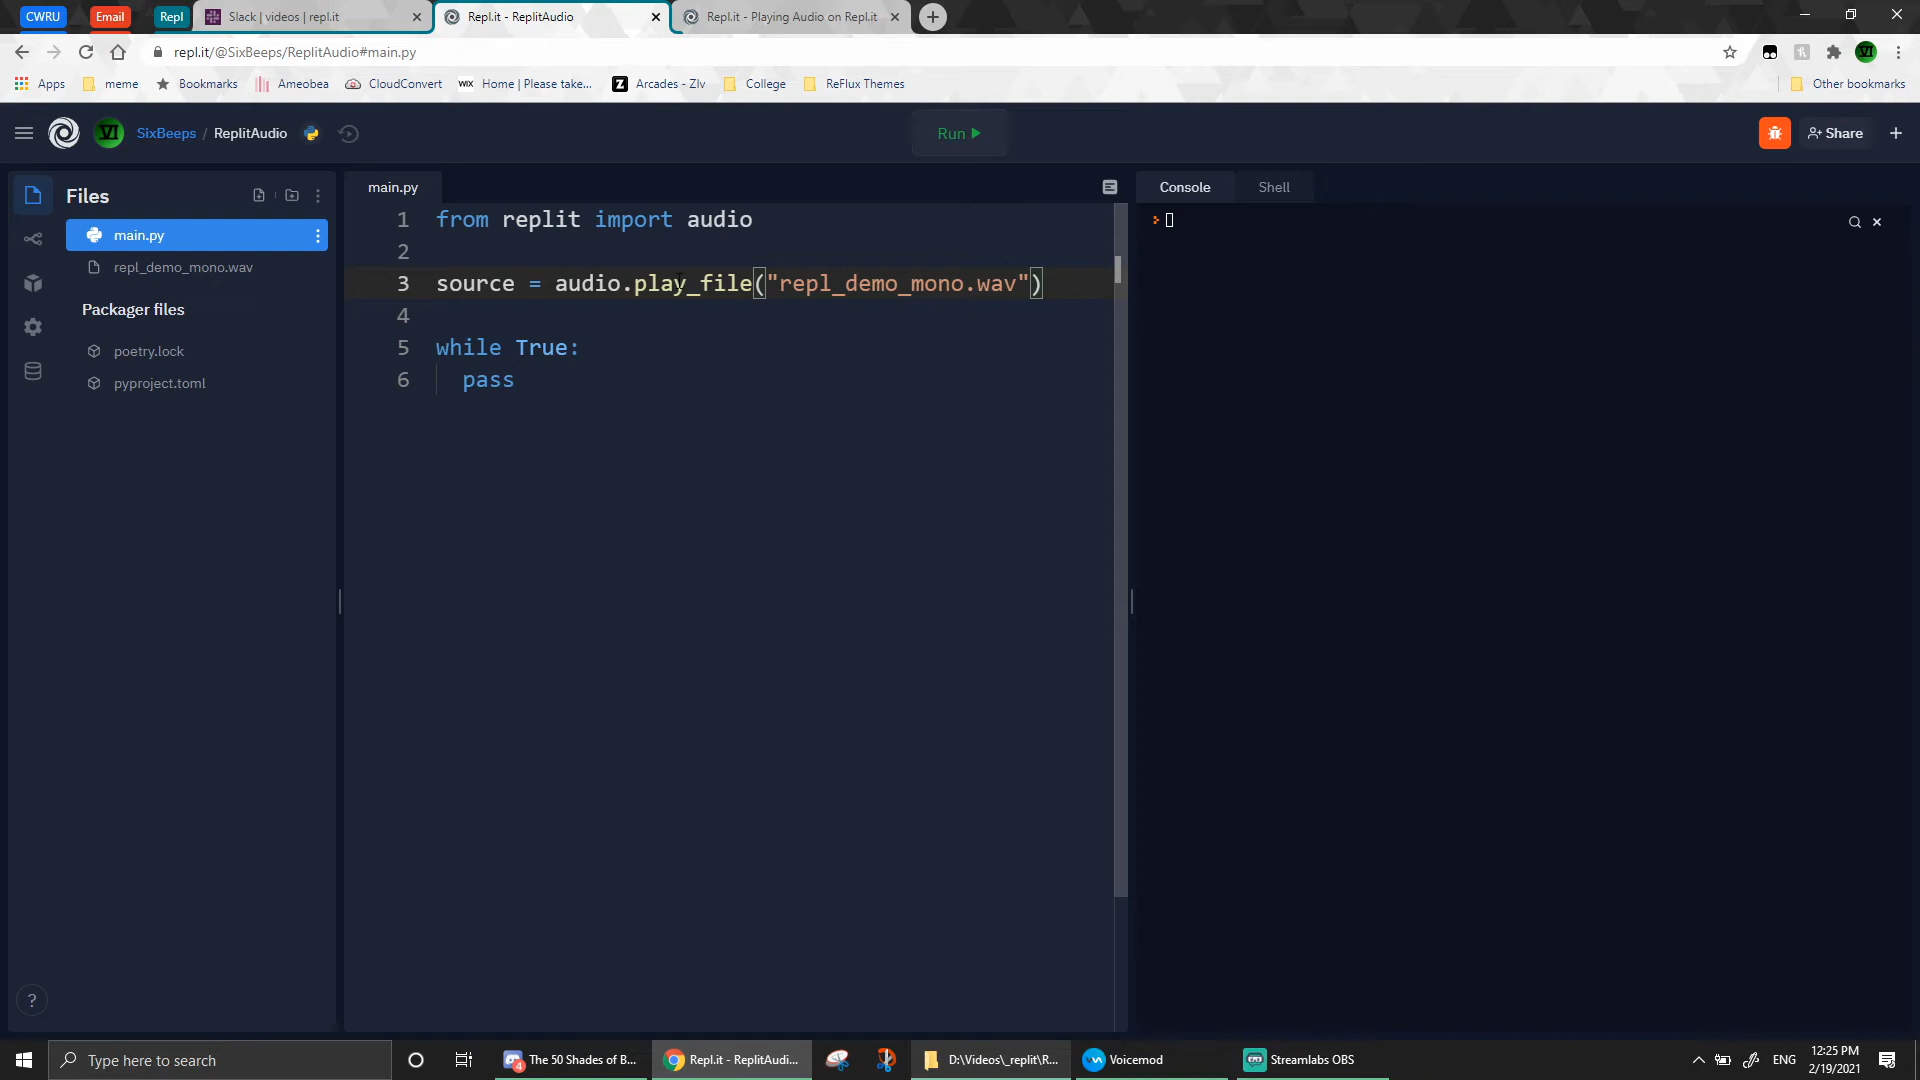 CWRU Email Repl Slack | videos | repl.it Repl.it - ReplitAudio Repl.it - Playing Audio on Repl.it
repl.it/@SixBeeps/ReplitAudio#main.py
Apps meme Bookmarks Ameobea CloudConvert WIX Home | Please take... Z Arcades - Zlv College ReFlux Themes Other bookmarks
VI SixBeeps / ReplitAudio Run Share
Files main.py Console Shell
main.py
repl_demo_mono.wav
Packager files
poetry.lock
pyproject.toml
1 from replit import audio
2
3 source = audio.play_file("repl_demo_mono.wav")
4
5 while True:
6 pass
?
Type here to search 4 The 50 Shades of B... Repl.it - ReplitAudi... D:\Videos\_replit\R... Voicemod Streamlabs OBS ENG 12:25 PM
2/19/2021